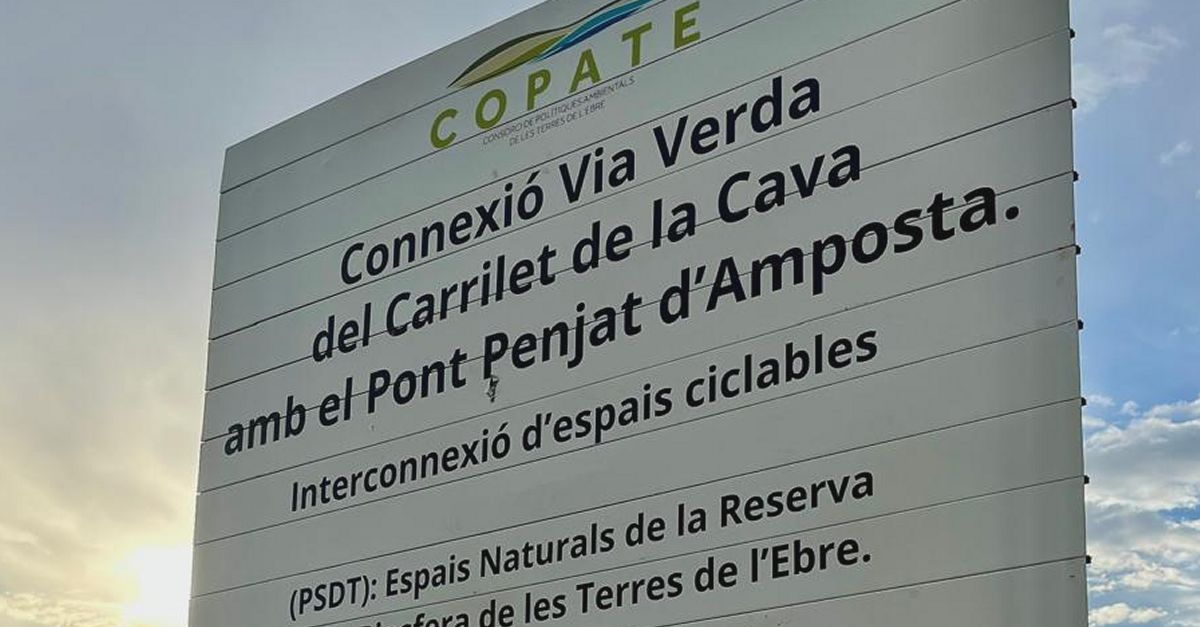 COPATE
CONSORCI DE POLÍTIQUES AMBIENTALS
DE LES TERRES DE L'EBRE
Connexió Via Verda
del Carrilet de la Cava
amb el Pont Penjat d'Amposta.
Interconnexió d'espais ciclables
(PSDT): Espais Naturals de la Reserva
de les Terres de l'Ebre.